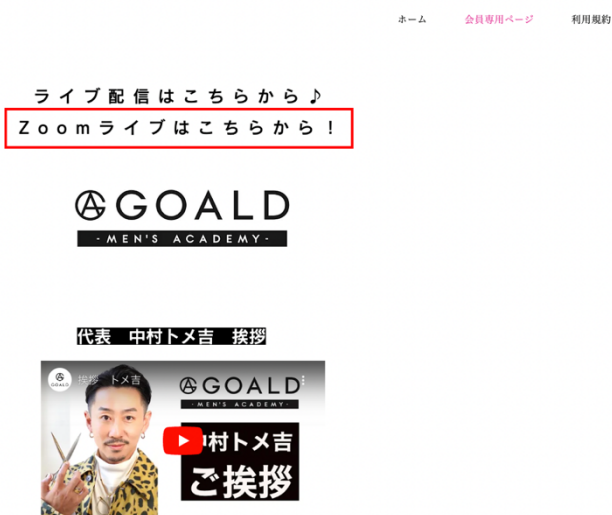 ホーム 会員専用ページ 利用規約
ライブ配信はこちらから♪
Zoomライブはこちらから！
GOALD
-MEN'S ACADEMY-
代表 中村トメ吉 挨拶
GOALD
挨拶 トメ吉
GOALD
-MEN'S ACADEMY-
中村トメ吉
ご挨拶